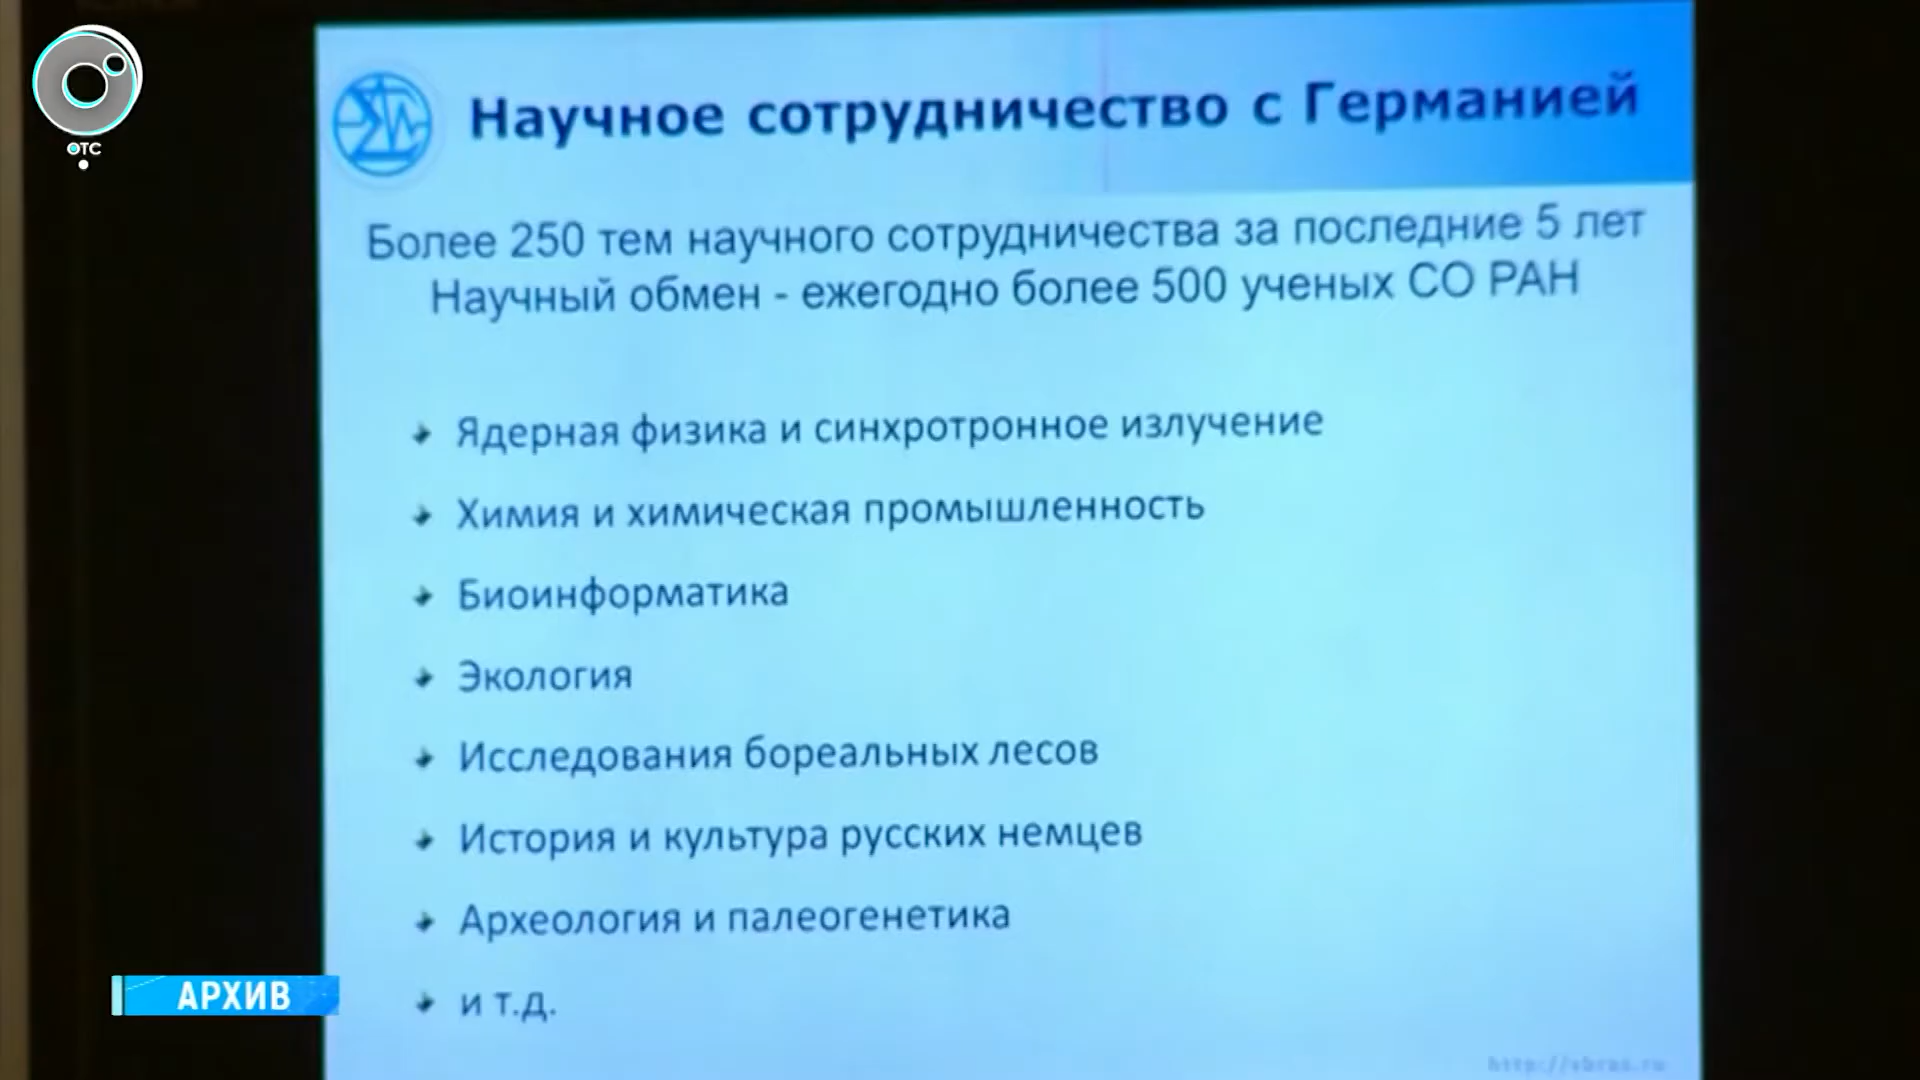 ОТС
Научное сотрудничество с Германией
Более 250 тем научного сотрудничества за последние 5 лет
Научный обмен - ежегодно более 500 ученых СО РАН
Ядерная физика и синхротронное излучение
Химия и химическая промышленность
Биоинформатика
Экология
Исследования бореальных лесов
История и культура русских немцев
Археология и палеогенетика
АРХИВ
и т.д.